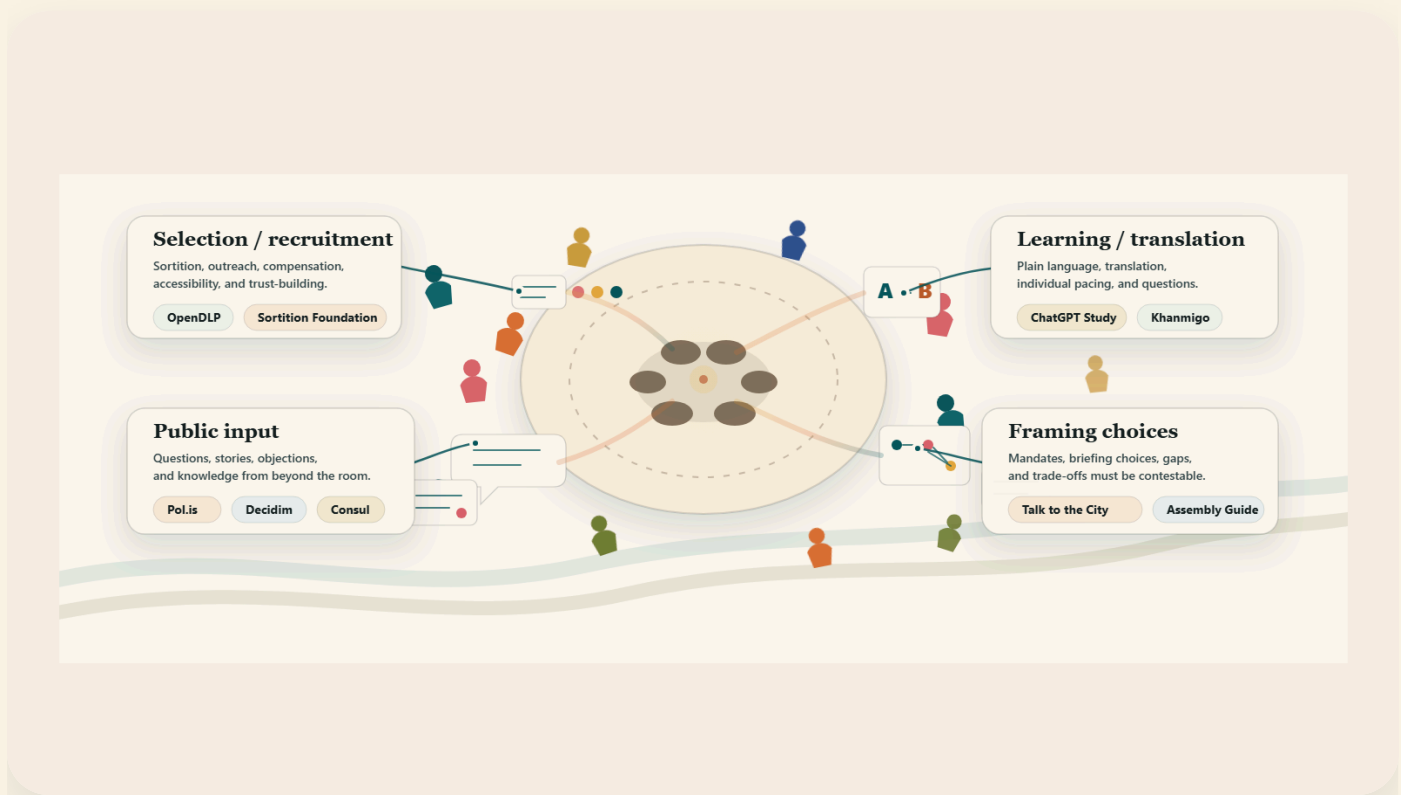 Selection / recruitment
Sortition, outreach, compensation,
accessibility, and trust-building.
OpenDLP
Sortition Foundation
Public input
Questions, stories, objections,
and knowledge from beyond the room.
Pol.is
Decidim
Consul
A
B
Learning / translation
Plain language, translation,
individual pacing, and questions.
ChatGPT Study
Khanmigo
Framing choices
Mandates, briefing choices, gaps,
and trade-offs must be contestable.
Talk to the City
Assembly Guide